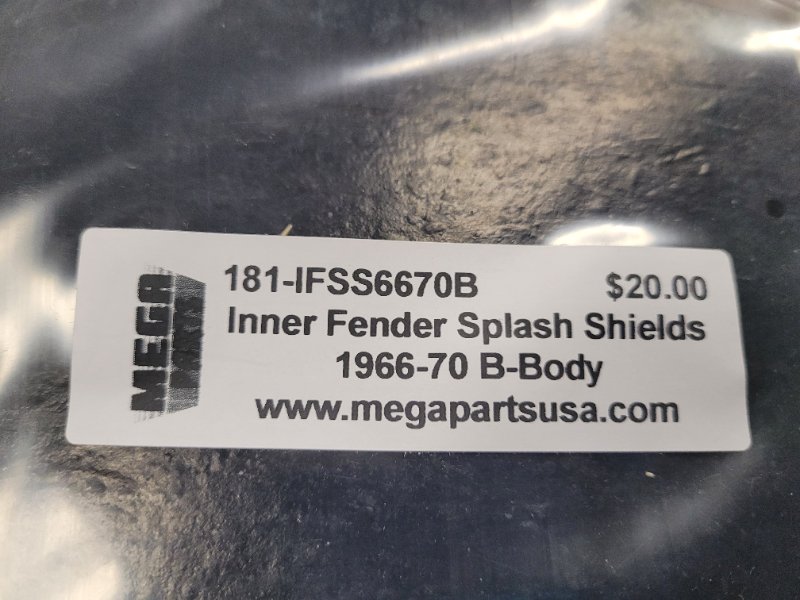 MEGA
181-IFSS6670B $20.00
Inner Fender Splash Shields
1966-70 B-Body
www.megapartsusa.com